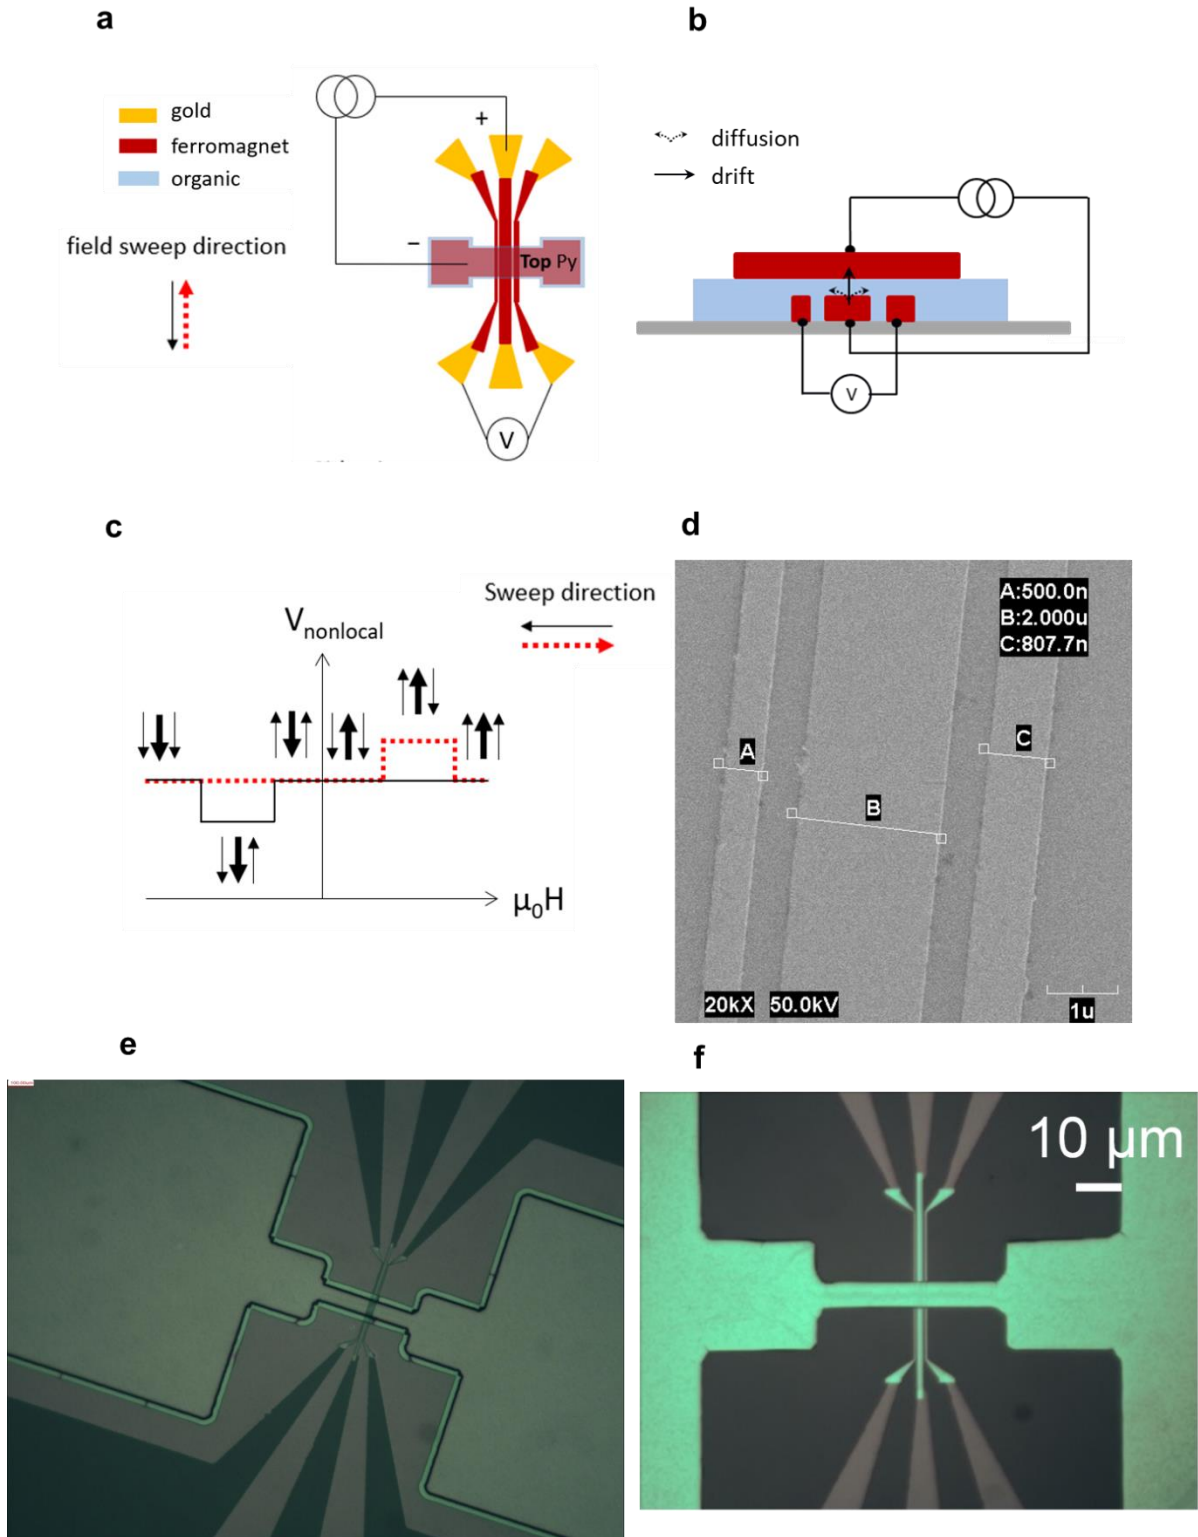 a
b
gold
ferromagnet
organic
field sweep direction
+
−
Top Py
V
diffusion
drift
V
c
d
Sweep direction
Vnonlocal
μ0H
A:500.0n
B:2.000u
C:807.7n
A
B
C
20kX 50.0kV
1u
e
f
10 μm